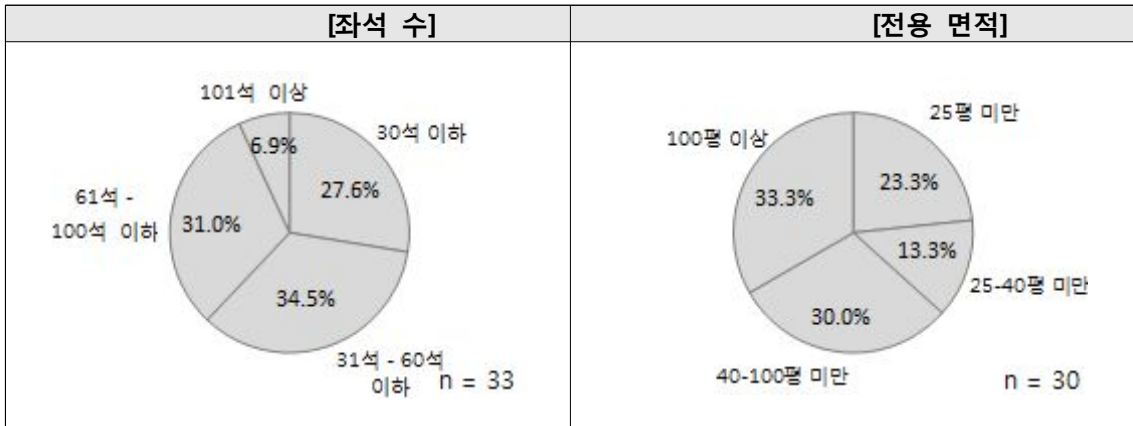 [좌석 수]
101석 이상
30석 이하
6.9%
27.6%
61석 -
100석 이하
31.0%
34.5%
31석 - 60석
이하
n = 33
[전용 면적]
25평 미만
100평 이상
23.3%
33.3%
13.3%
25-40평 미만
30.0%
40-100평 미만
n = 30